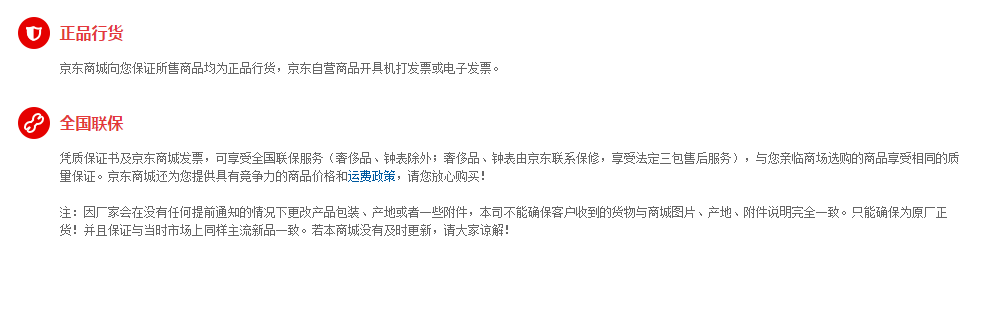 正品行货
京东商城向您保证所售商品均为正品行货，京东自营商品开具机打发票或电子发票。
全国联保
凭质保证书及京东商城发票，可享受全国联保服务（奢侈品、钟表除外；奢侈品、钟表由京东联系保修，享受法定三包售后服务），与您亲临商场选购的商品享受相同的质
量保证。京东商城还为您提供具有竞争力的商品价格和运费政策，请您放心购买！
注：因厂家会在没有任何提前通知的情况下更改产品包装、产地或者一些附件，本司不能确保客户收到的货物与商城图片、产地、附件说明完全一致。只能确保为原厂正
货！并且保证与当时市场上同样主流新品一致。若本商城没有及时更新，请大家谅解！